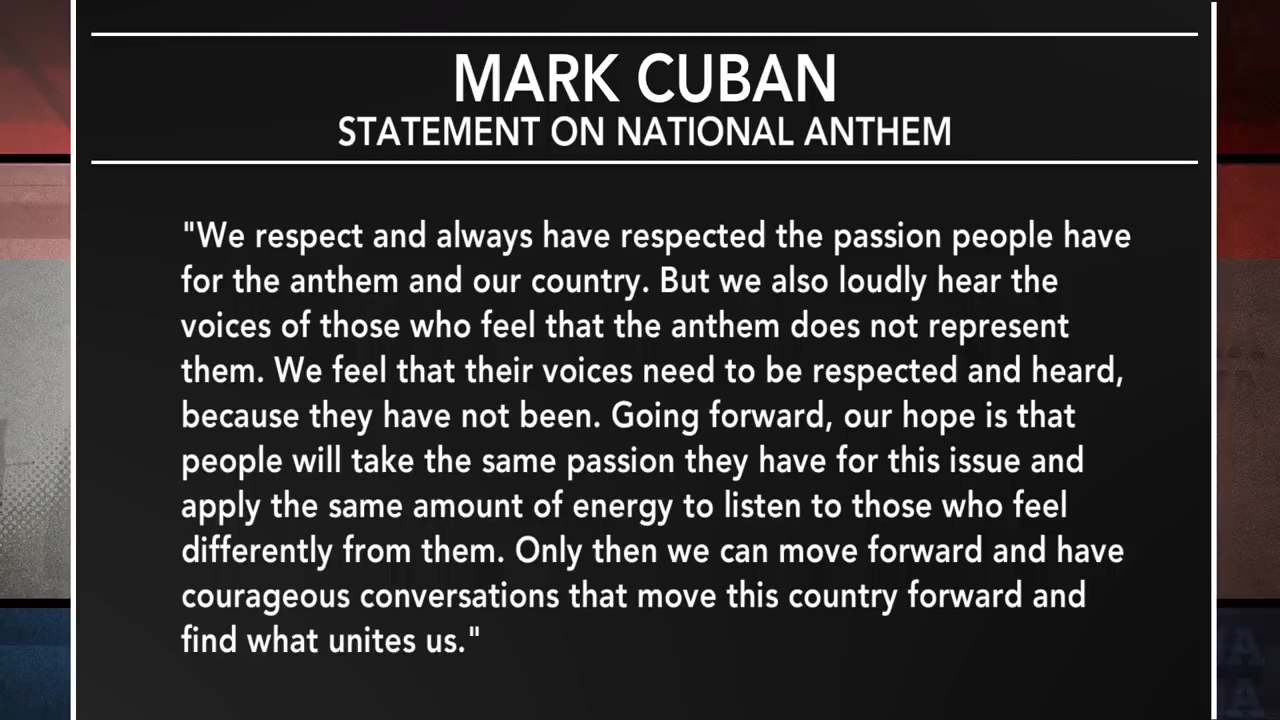 MARK CUBAN
STATEMENT ON NATIONAL ANTHEM
"We respect and always have respected the passion people have
for the anthem and our country. But we also loudly hear the
voices of those who feel that the anthem does not represent
them. We feel that their voices need to be respected and heard,
because they have not been. Going forward, our hope is that
people will take the same passion they have for this issue and
apply the same amount of energy to listen to those who feel
differently from them. Only then we can move forward and have
courageous conversations that move this country forward and
find what unites us."